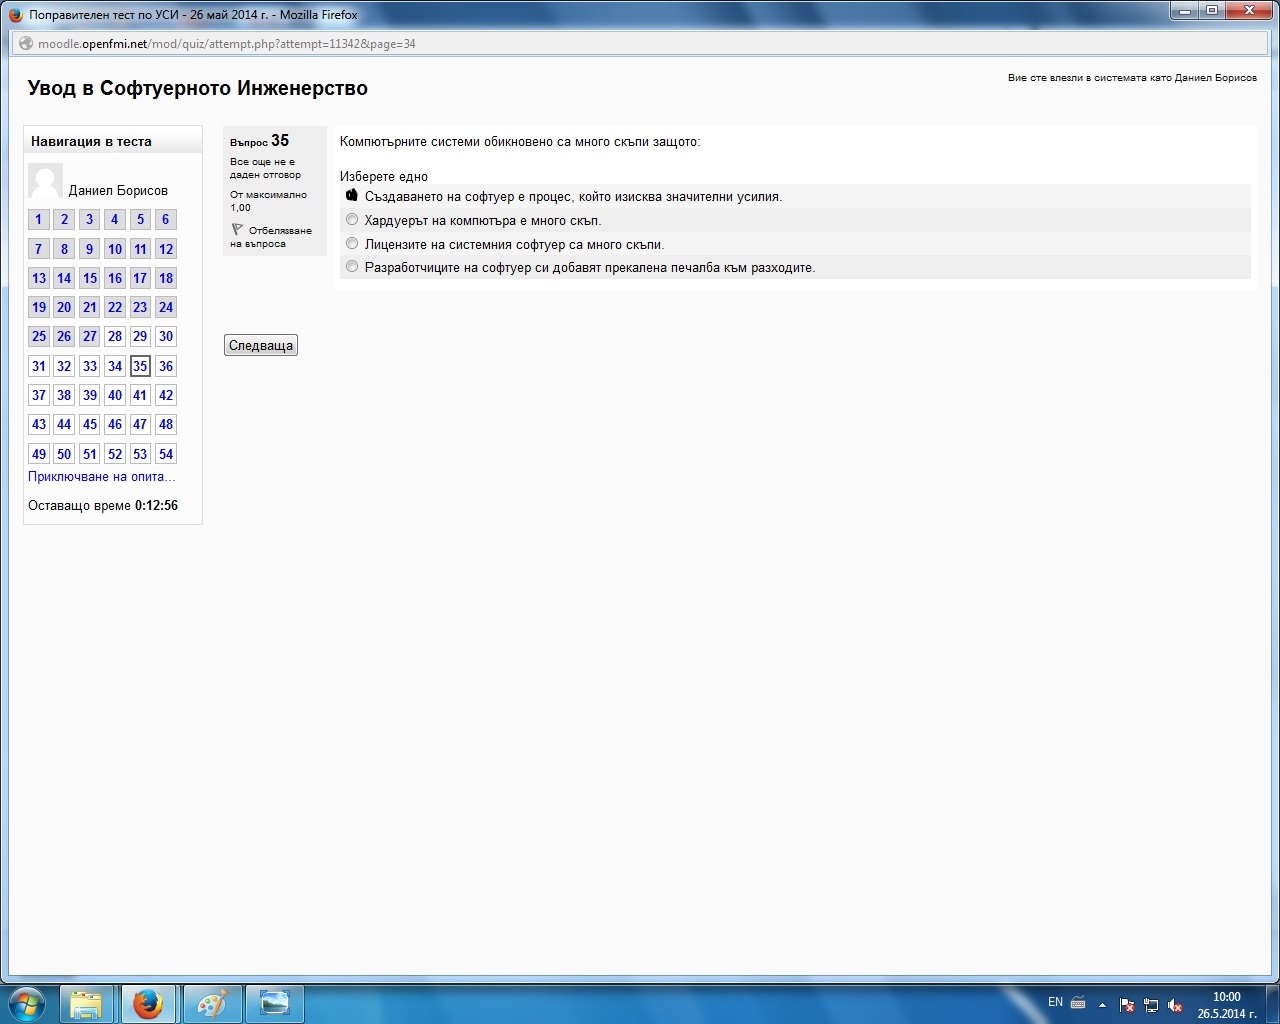 Поправителен тест по УСИ - 26 май 2014 г. - Mozilla Firefox
moodle.openfmi.net/mod/quiz/attempt.php?attempt=11342&page=34
Вие сте влезли в системата като Даниел Борисов
Увод в Софтуерното Инженерство
Навигация в теста
Даниел Борисов
1 2 3 4 5 6
7 8 9 10 11 12
13 14 15 16 17 18
19 20 21 22 23 24
25 26 27 28 29 30
31 32 33 34 35 36
37 38 39 40 41 42
43 44 45 46 47 48
49 50 51 52 53 54
Приключване на опита...
Оставащо време 0:12:56
Въпрос 35
Все още не е
даден отговор
От максимално
1,00
Отбелязване
на въпроса
Компютърните системи обикновено са много скъпи защото:
Изберете едно
Създаването на софтуер е процес, който изисква значителни усилия.
Хардуерът на компютъра е много скъп.
Лицензите на системния софтуер са много скъпи.
Разработчиците на софтуер си добавят прекалена печалба към разходите.
Следваща
EN
10:00
26.5.2014 г.